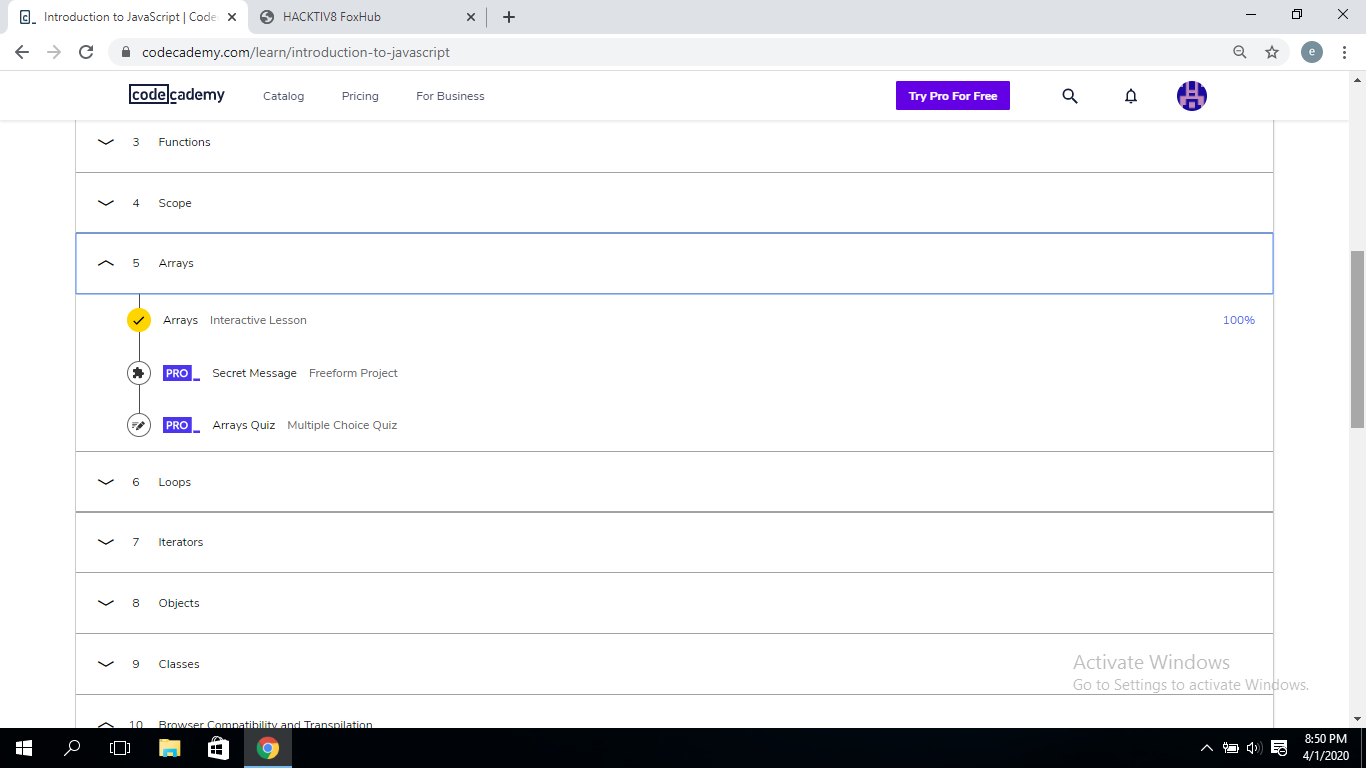 Introduction to JavaScript | Code
HACKTIV8 FoxHub
codecademy.com/learn/introduction-to-javascript
e
codecademy
Catalog
Pricing
For Business
Try Pro For Free
3 Functions
4 Scope
5 Arrays
Arrays Interactive Lesson 100%
PRO Secret Message Freeform Project
PRO Arrays Quiz Multiple Choice Quiz
6 Loops
7 Iterators
8 Objects
9 Classes
Activate Windows
Go to Settings to activate Windows.
10 Browser Compatibility and Transpilation
8:50 PM
4/1/2020